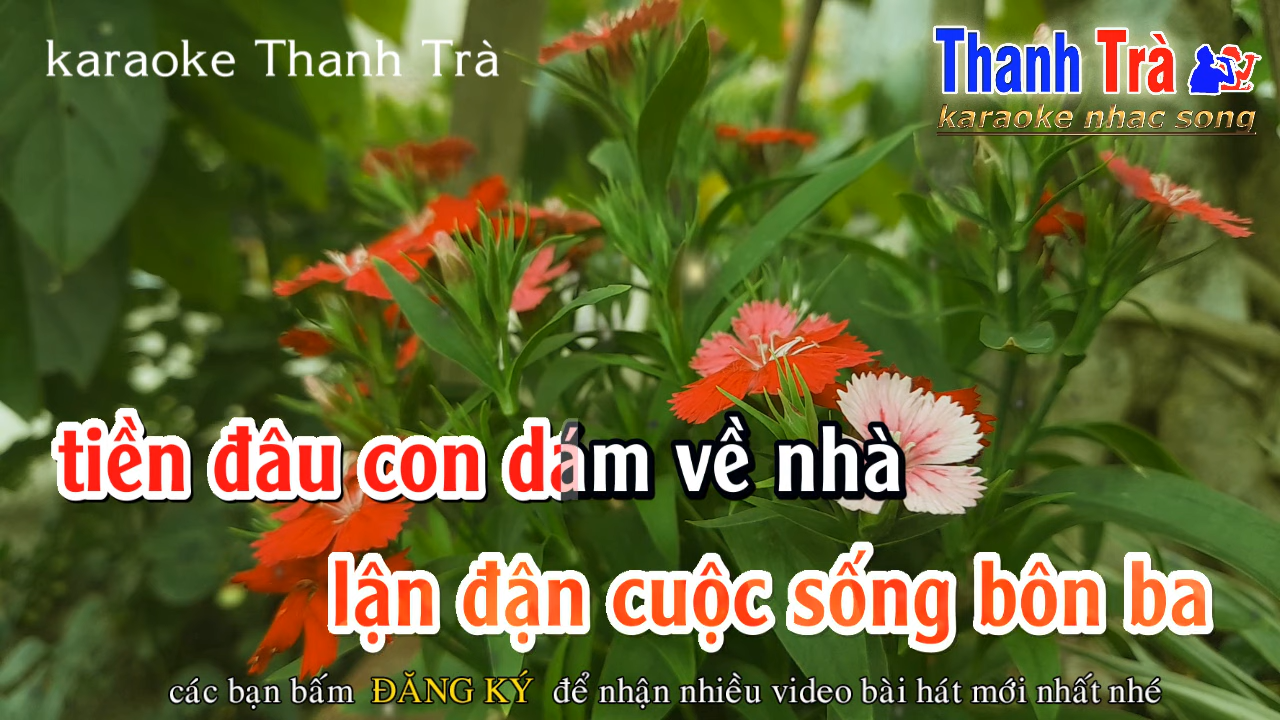 karaoke Thanh Trà
Thanh Trà
karaoke nhac song
tiền đâu con dám về nhà
lận đận cuộc sống bôn ba
các bạn bấm ĐĂNG KÝ để nhận nhiều video bài hát mới nhất nhé